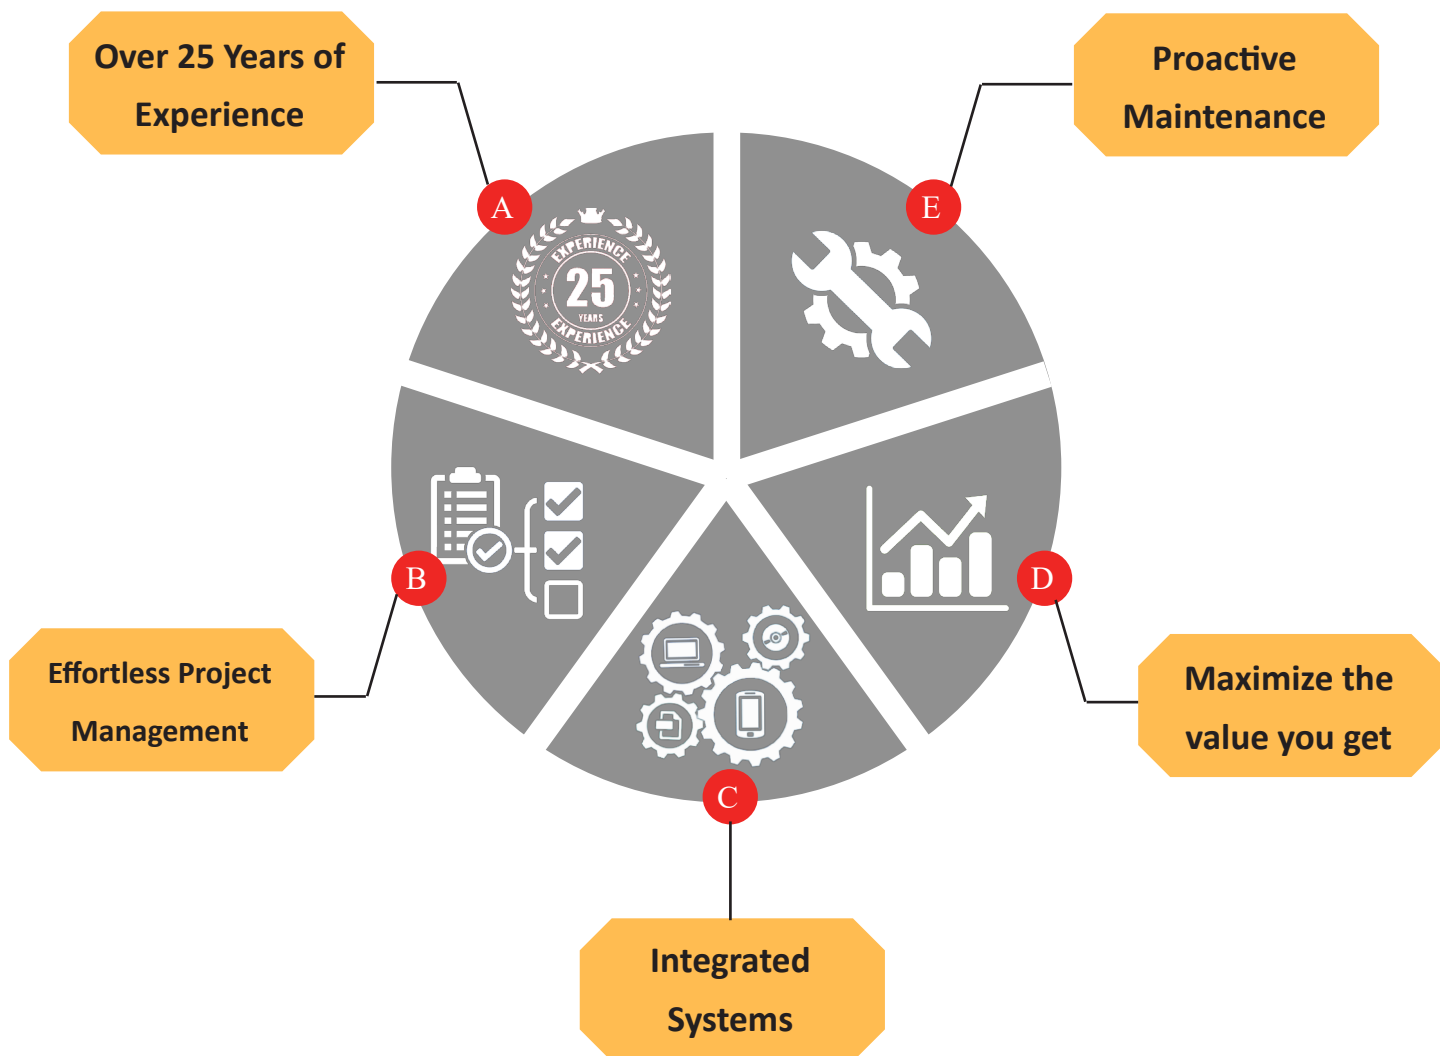 Over 25 Years of
Experience
A
EXPERIENCE
25
YEARS
EXPERIENCE
Effortless Project
Management
B
Integrated
Systems
C
Maximize the
value you get
D
Proactive
Maintenance
E